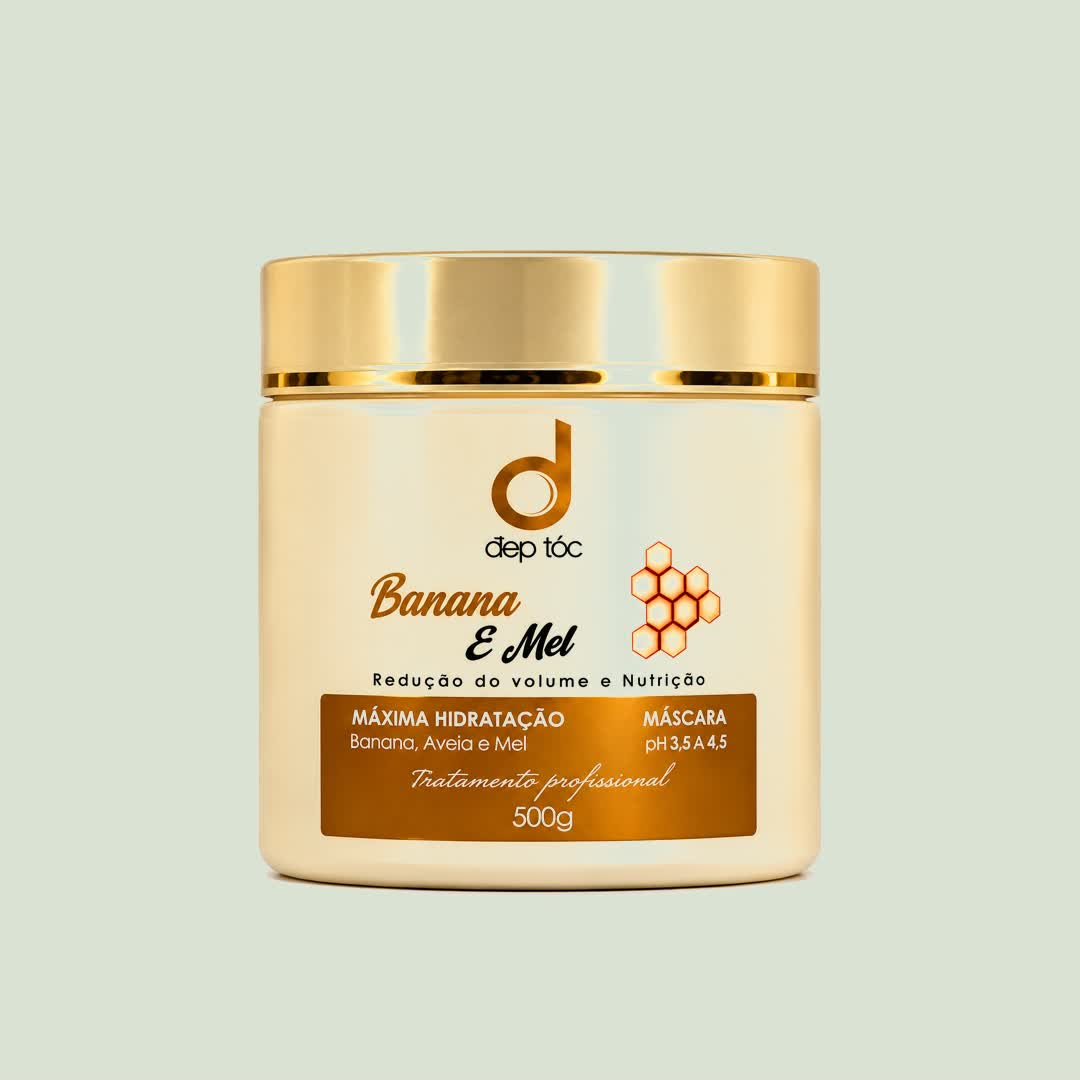 đep tóc
Banana
E Mel
Redução do volume e Nutrição
MÁXIMA HIDRATAÇÃO
MÁSCARA
Banana, Aveia e Mel
pH 3,5 A 4,5
Tratamento profissional
500g